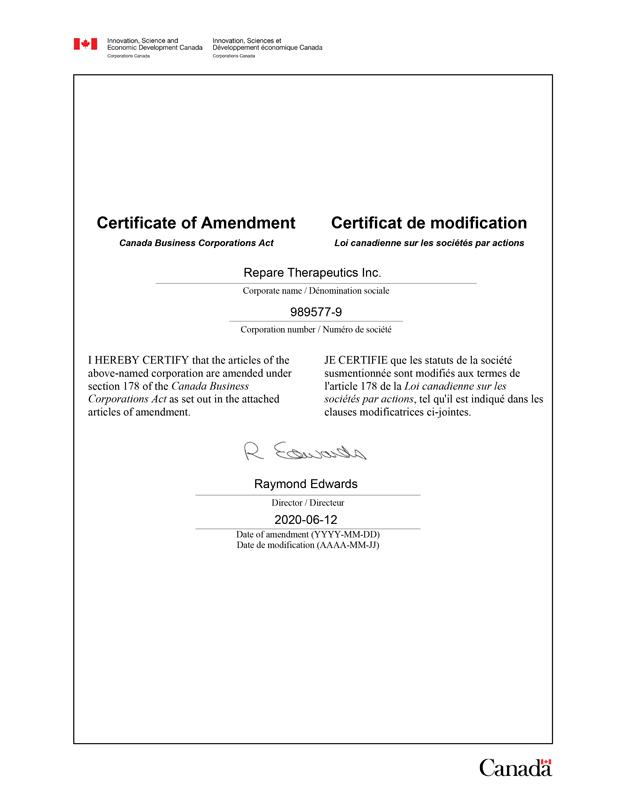 Innovation, Science and
Economic Development Canada
Corporations Canada
Innovation, Sciences et
Développement économique Canada
Corporations Canada
Certificate of Amendment
Canada Business Corporations Act
Certificat de modification
Loi canadienne sur les sociétés par actions
Repare Therapeutics Inc.
Corporate name / Dénomination sociale
989577-9
Corporation number / Numéro de société
I HEREBY CERTIFY that the articles of the
above-named corporation are amended under
section 178 of the Canada Business
Corporations Act as set out in the attached
articles of amendment.
JE CERTIFIE que les statuts de la société
susmentionnée sont modifiés aux termes de
l'article 178 de la Loi canadienne sur les
sociétés par actions, tel qu'il est indiqué dans les
clauses modificatrices ci-jointes.
R Edwards
Raymond Edwards
Director / Directeur
2020-06-12
Date of amendment (YYYY-MM-DD)
Date de modification (AAAA-MM-JJ)
Canada